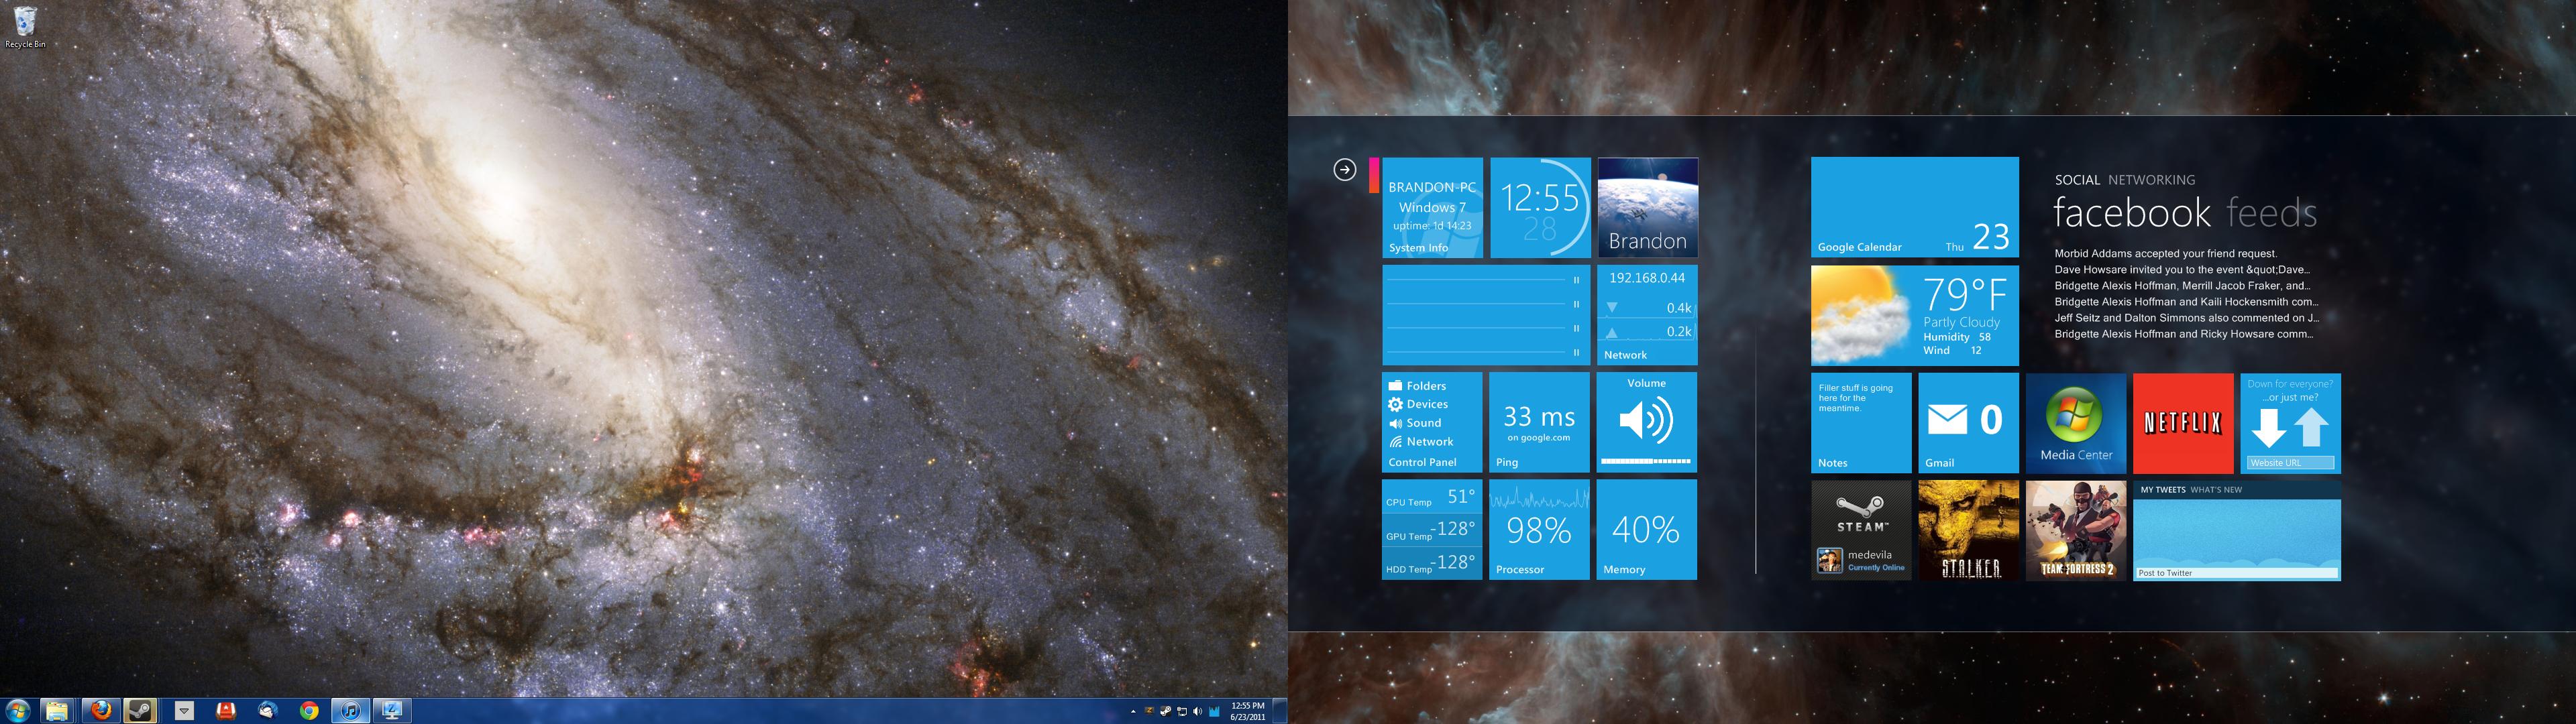 Recycle Bin
12:55 PM
6/23/2011
BRANDON-PC
Windows 7
uptime: 1d 14:23
System Info
12:55
28
Brandon
192.168.0.44
0.4k
0.2k
Network
Folders
Devices
Sound
Network
Control Panel
33 ms
on google.com
Ping
Volume
CPU Temp 51°
GPU Temp -128°
HDD Temp -128°
98%
Processor
40%
Memory
Google Calendar Thu 23
79°F
Partly Cloudy
Humidity 58
Wind 12
SOCIAL NETWORKING
facebook feeds
Morbid Addams accepted your friend request.
Dave Howsare invited you to the event &quot;Dave...
Bridgette Alexis Hoffman, Merrill Jacob Fraker, and...
Bridgette Alexis Hoffman and Kaili Hockensmith com...
Jeff Seitz and Dalton Simmons also commented on J...
Bridgette Alexis Hoffman and Ricky Howsare comm...
Filler stuff is going
here for the
meantime.
Notes
0
Gmail
Media Center
NETFLIX
Down for everyone?
...or just me?
Website URL
STEAM™
medevila
Currently Online
S.T.A.L.K.E.R
TEAM FORTRESS 2
MY TWEETS WHAT'S NEW
Post to Twitter